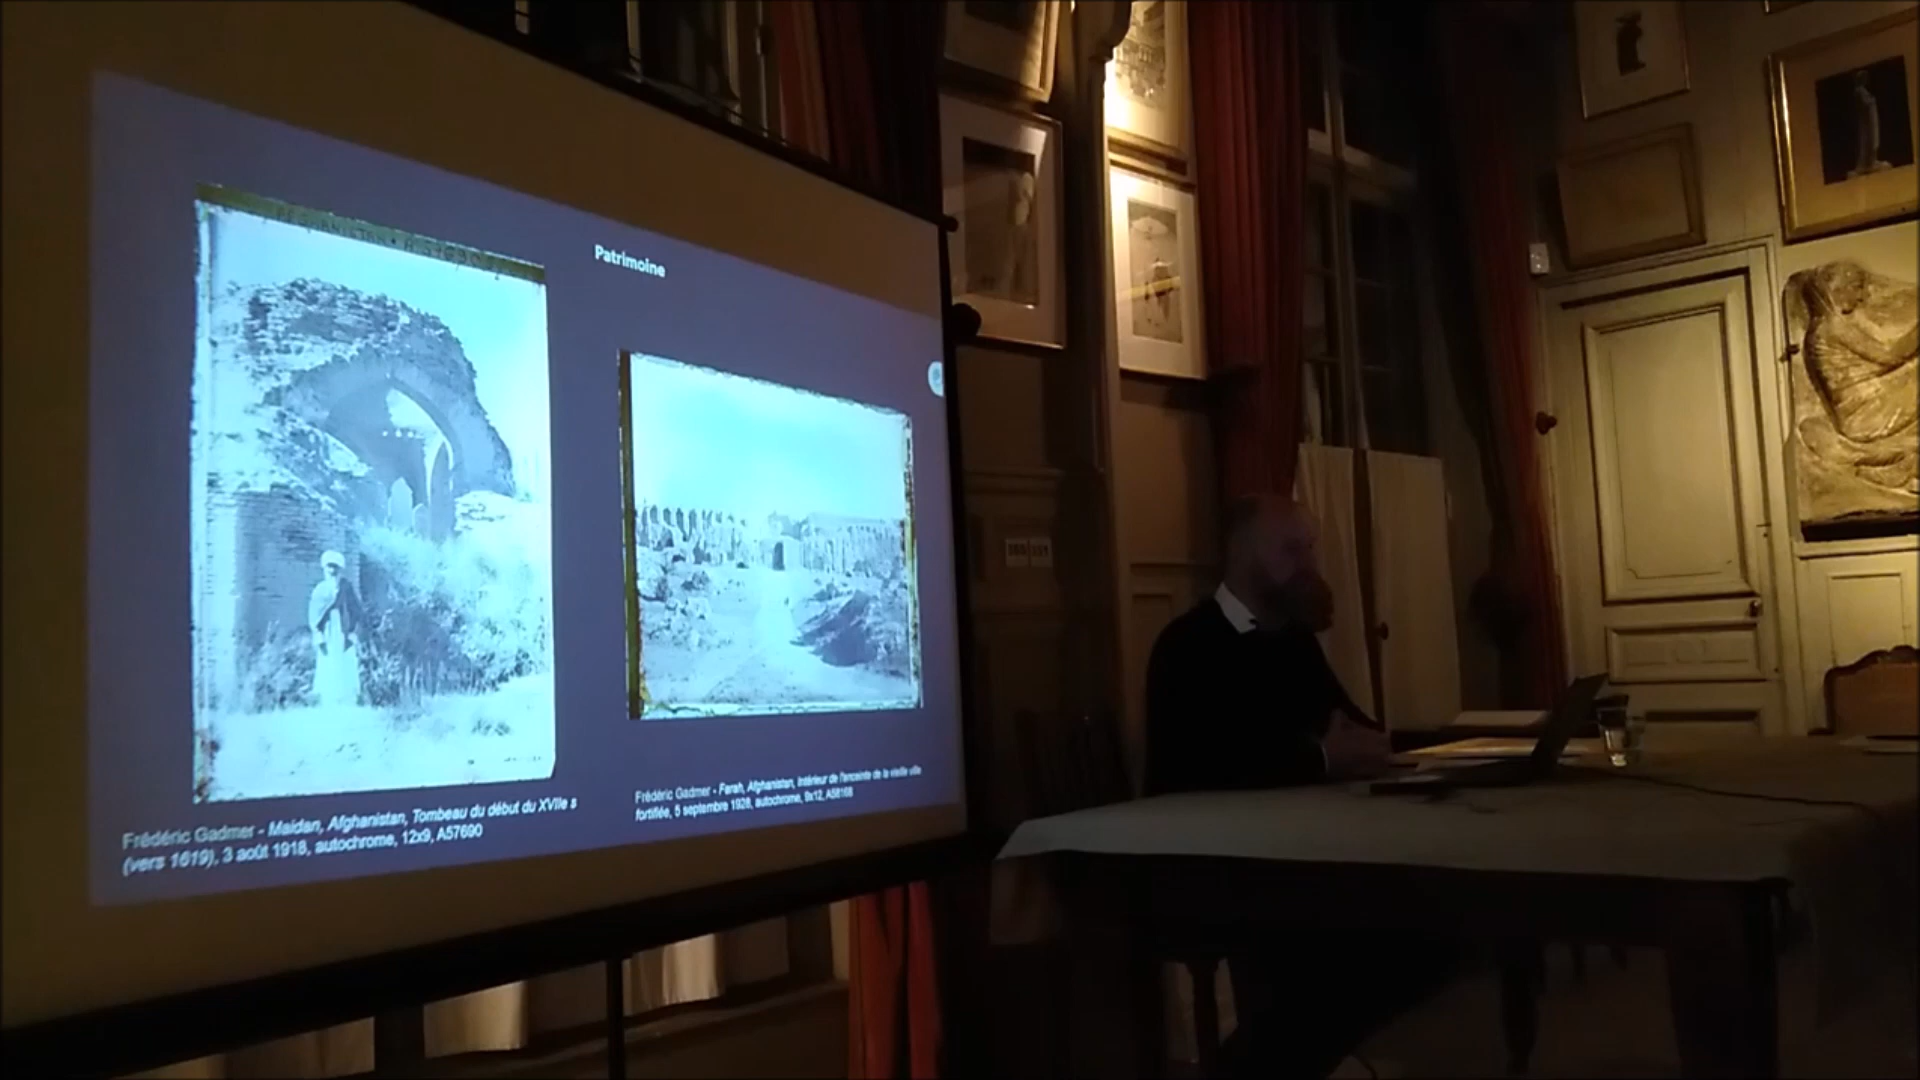 Patrimoine
Frédéric Gadmer - Maidan, Afghanistan, Tombeau du début du XVIIe s
(vers 1619), 3 août 1918, autochrome, 12x9, A57690
Frédéric Gadmer - Farah, Afghanistan, Intérieur de l'enceinte de la vieille ville
fortifiée, 5 septembre 1928, autochrome, 9x12, A58168